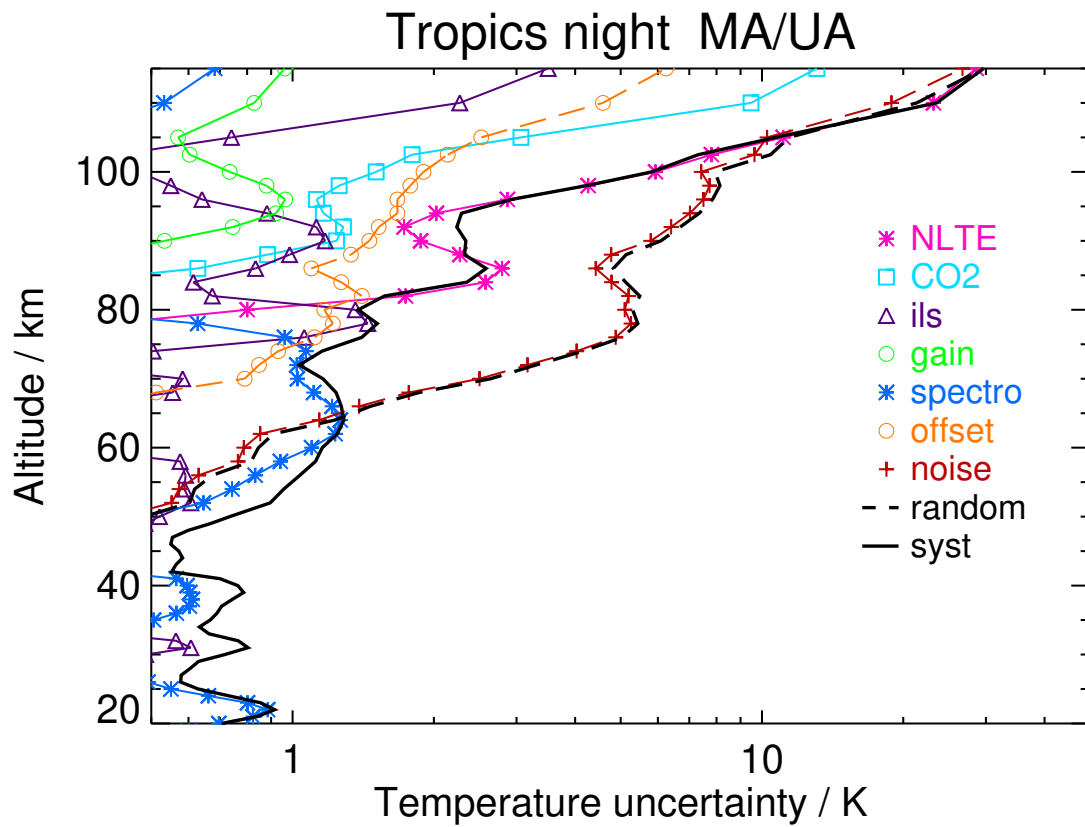 Tropics night  MA/UA
Altitude / km
100
80
60
40
20
NLTE
CO2
ils
gain
spectro
offset
noise
random
syst
1
10
Temperature uncertainty / K